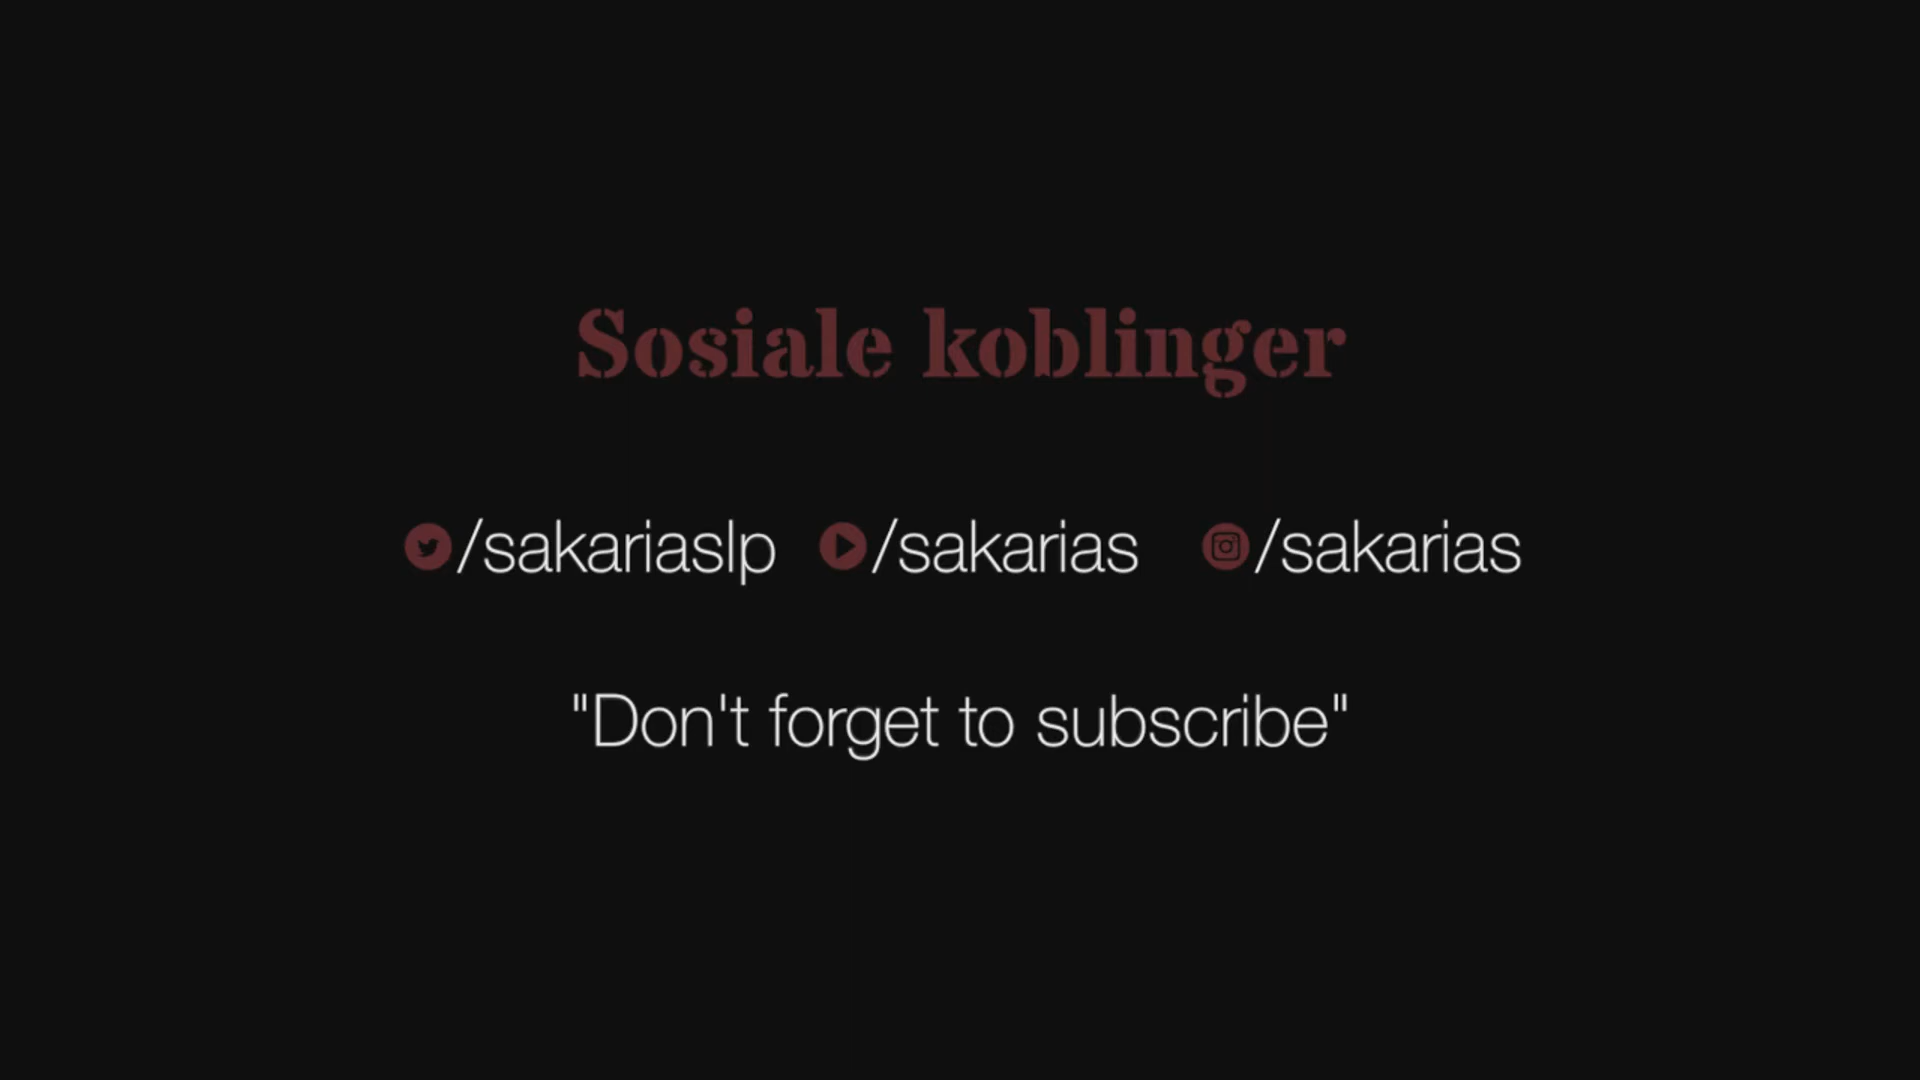 Sosiale koblinger
/sakariaslp /sakarias /sakarias
"Don't forget to subscribe"